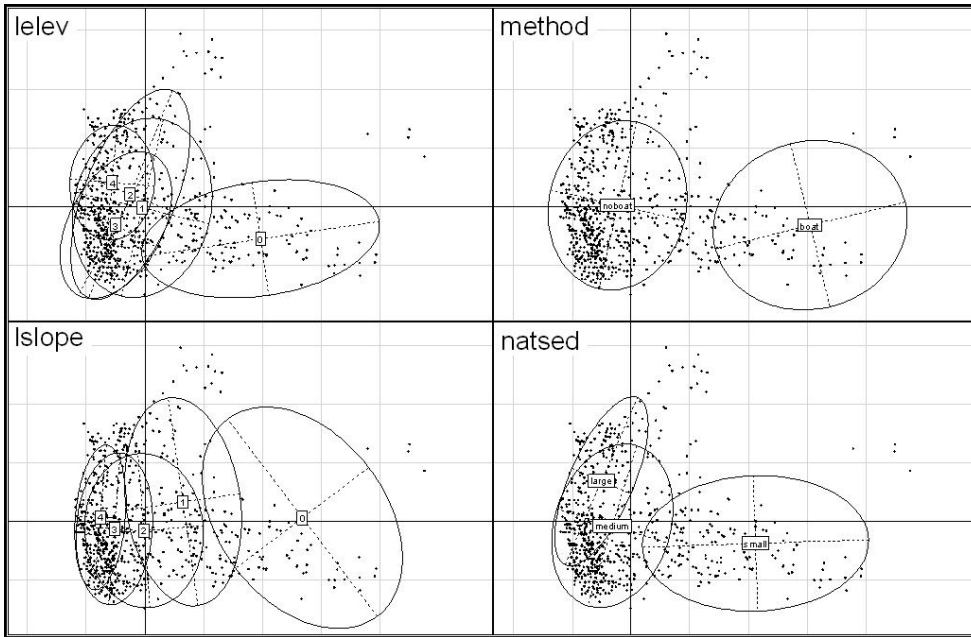 lelev
4
2
1
3
0
method
noboat
boat
lslope
4
3
2
1
0
natsed
large
medium
small